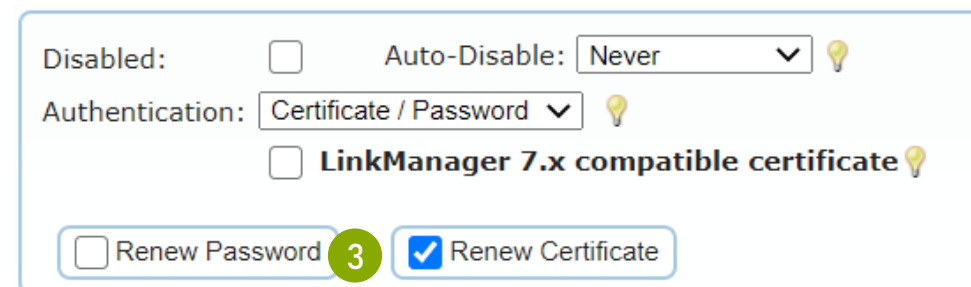 Disabled: Auto-Disable: Never
Authentication: Certificate / Password
LinkManager 7.x compatible certificate
Renew Password 3 Renew Certificate